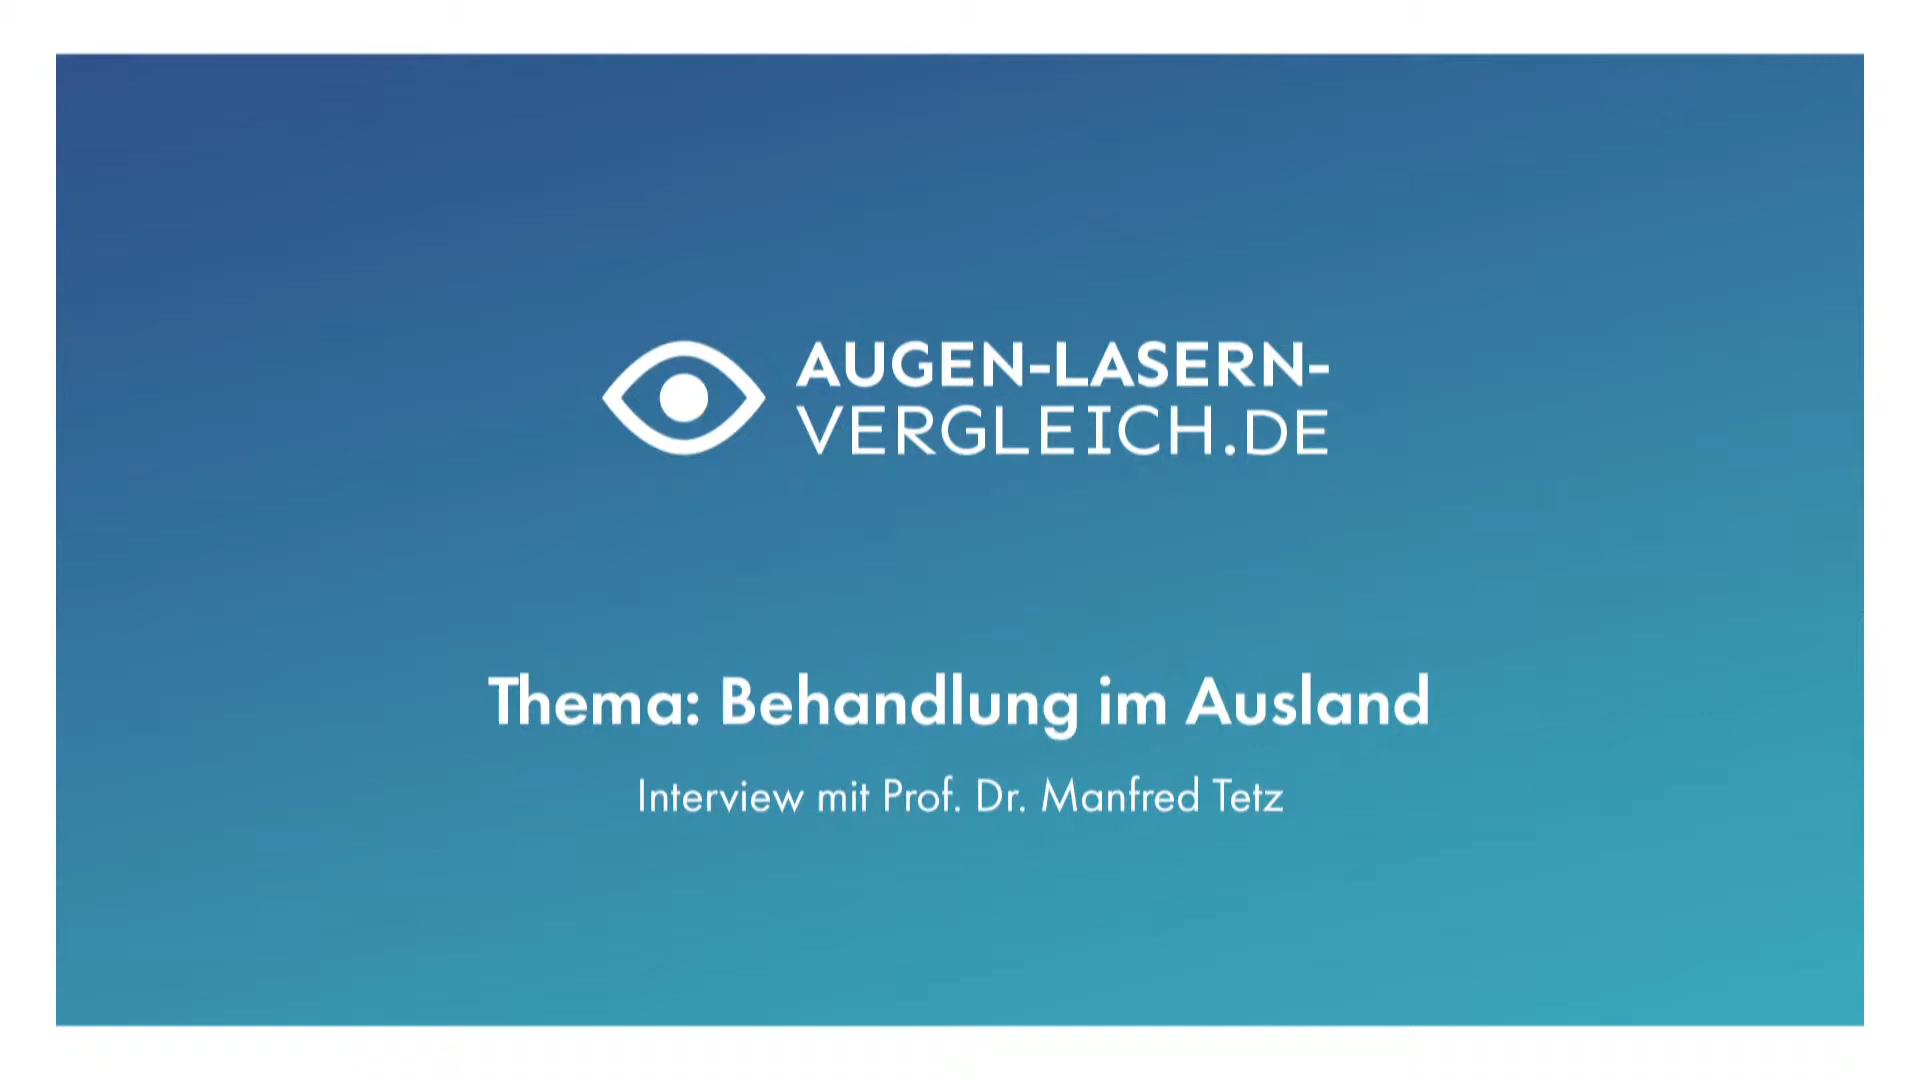 AUGEN-LASERN-
VERGLEICH.DE
Thema: Behandlung im Ausland
Interview mit Prof. Dr. Manfred Tetz